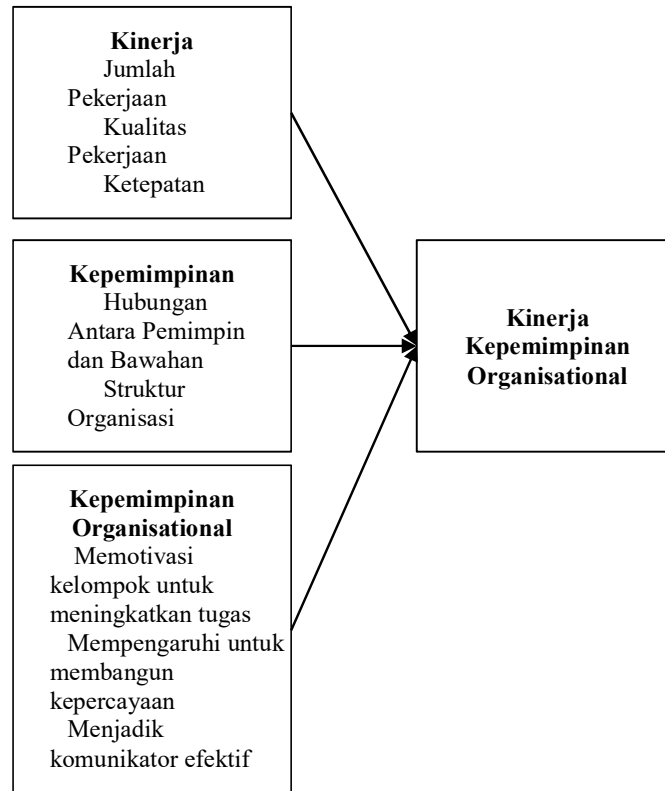 Kinerja
Jumlah
Pekerjaan
Kualitas
Pekerjaan
Ketepatan
Kepemimpinan
Hubungan
Antara Pemimpin
dan Bawahan
Struktur
Organisasi
Kepemimpinan
Organisational
Memotivasi
kelompok untuk
meningkatkan tugas
Mempengaruhi untuk
membangun
kepercayaan
Menjadik
komunikator efektif
Kinerja
Kepemimpinan
Organisational